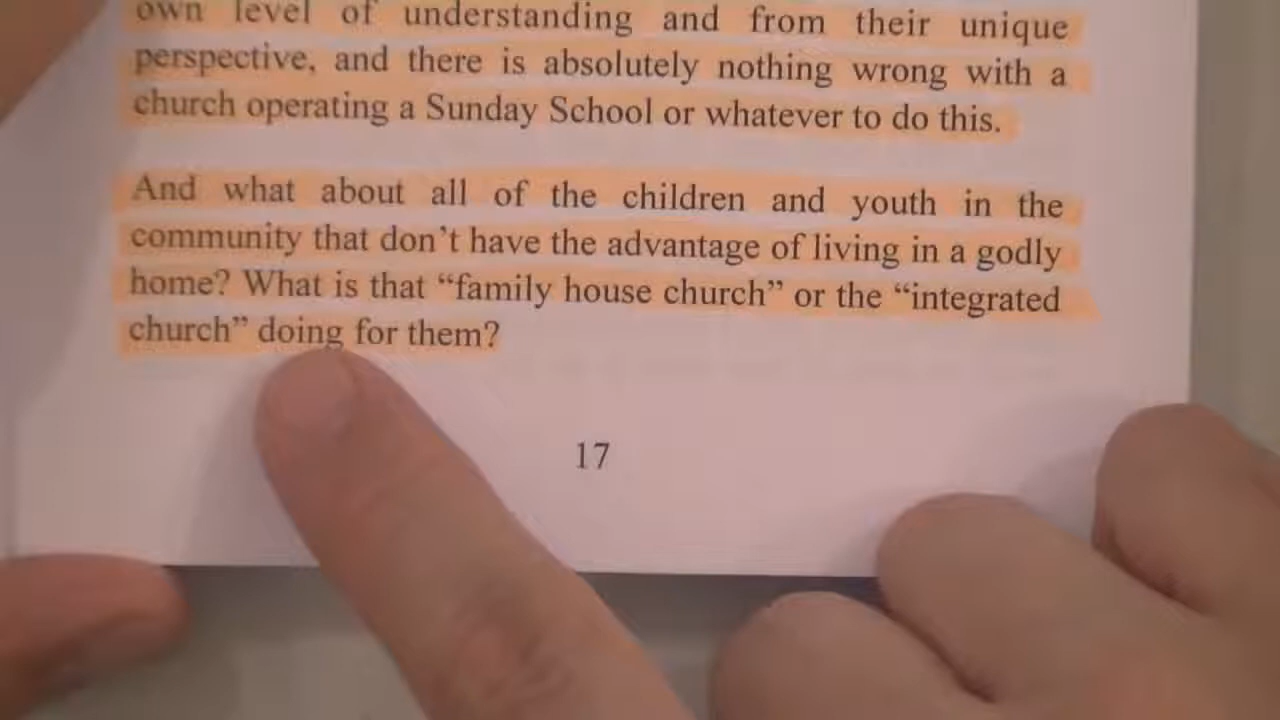 own level of understanding and from their unique
perspective, and there is absolutely nothing wrong with a
church operating a Sunday School or whatever to do this.
And what about all of the children and youth in the
community that don’t have the advantage of living in a godly
home? What is that “family house church” or the “integrated
church” doing for them?
17